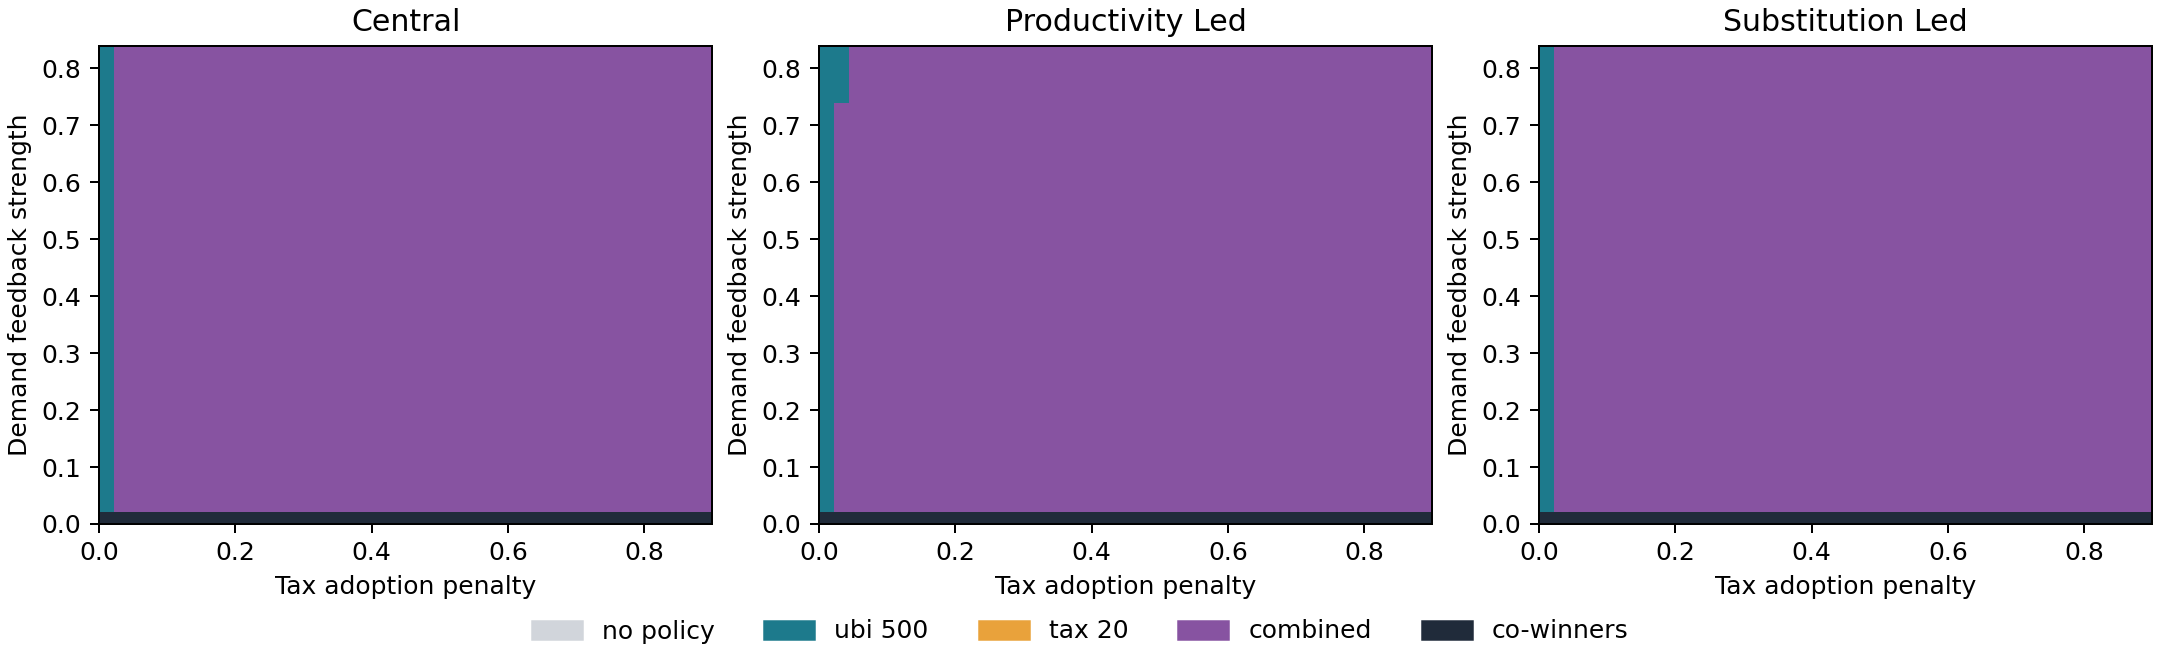 Central
Productivity Led
Substitution Led
Demand feedback strength
0.8
0.7
0.6
0.5
0.4
0.3
0.2
0.1
0.0
0.0 0.2 0.4 0.6 0.8
Tax adoption penalty
Demand feedback strength
0.8
0.7
0.6
0.5
0.4
0.3
0.2
0.1
0.0
0.0 0.2 0.4 0.6 0.8
Tax adoption penalty
Demand feedback strength
0.8
0.7
0.6
0.5
0.4
0.3
0.2
0.1
0.0
0.0 0.2 0.4 0.6 0.8
Tax adoption penalty
no policy ubi 500 tax 20 combined co-winners